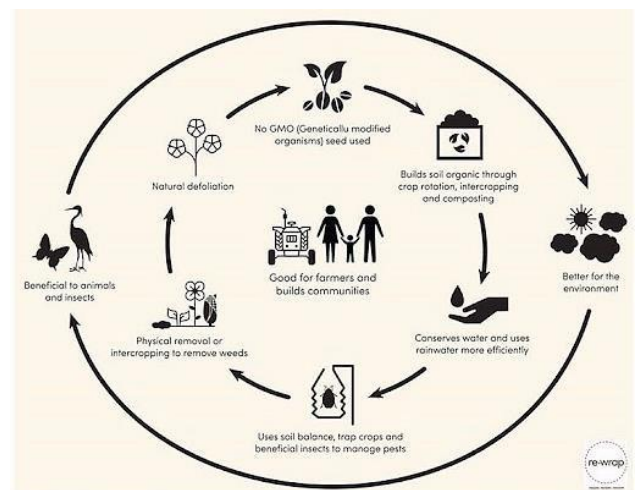 No GMO (Genetically modified
organisms) seed used
Builds soil organic through
crop rotation, intercropping
and composting
Natural defoliation
Good for farmers and
builds communities
Better for the
environment
Beneficial to animals
and insects
Conserves water and uses
rainwater more efficiently
Physical removal or
intercropping to remove weeds
Uses soil balance, trap crops and
beneficial insects to manage pests
re-wrap